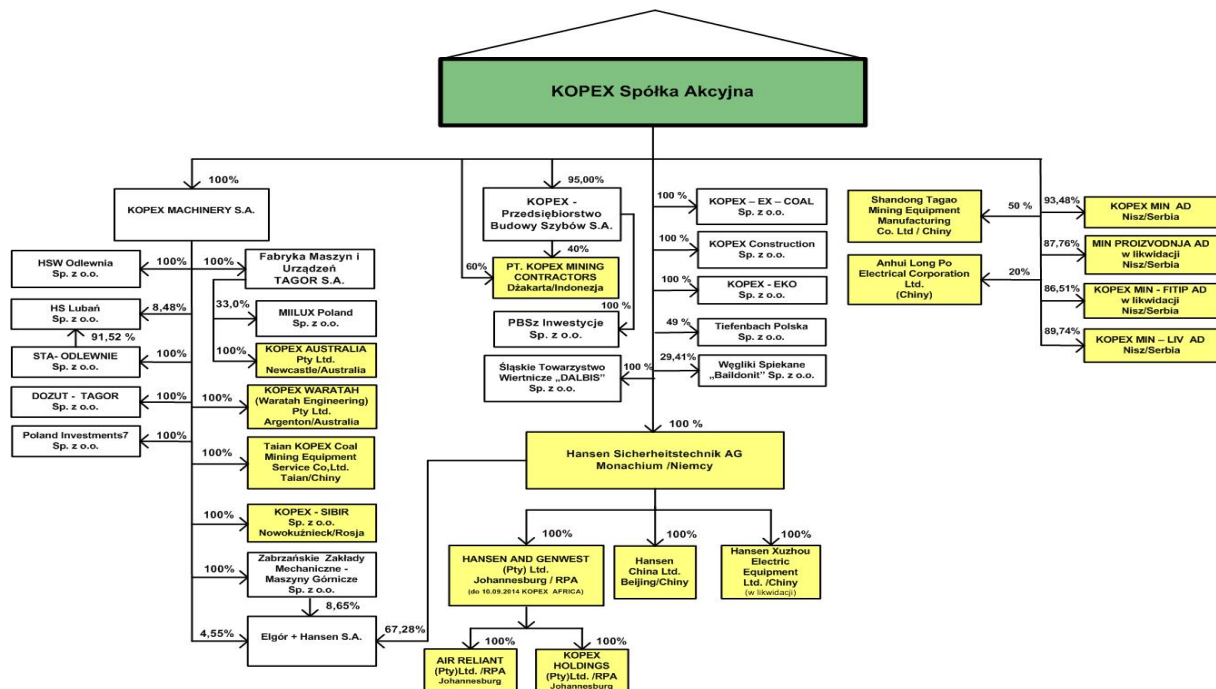 KOPEX Spółka Akcyjna
100%
KOPEX MACHINERY S.A.
HSW Odlewnia
Sp. z o.o.
100%
100%
Fabryka Maszyn i
Urządzeń
TAGOR S.A.
HS Lubań
Sp. z o.o.
8,48%
33,0%
MIILUX Poland
Sp. z o.o.
91,52 %
STA- ODLEWNIE
Sp. z o.o.
100%
100%
KOPEX AUSTRALIA
Pty Ltd.
Newcastle/Australia
DOZUT - TAGOR
Sp. z o.o.
100%
100%
KOPEX WARATAH
(Waratah Engineering)
Pty Ltd.
Argenton/Australia
Poland Investments7
Sp. z o.o.
100%
100%
Taian KOPEX Coal
Mining Equipment
Service Co,Ltd.
Taian/Chiny
100%
KOPEX - SIBIR
Sp. z o.o.
Nowokuźnieck/Rosja
100%
Zabrzańskie Zakłady
Mechaniczne -
Maszyny Górnicze
Sp. z o.o.
8,65%
4,55%
Elgór + Hansen S.A.
67,28%
95,00%
KOPEX -
Przedsiębiorstwo
Budowy Szybów S.A.
40%
60%
PT. KOPEX MINING
CONTRACTORS
Dżakarta/Indonezja
100 %
PBSz Inwestycje
Sp. z o.o.
Śląskie Towarzystwo
Wiertnicze „DALBIS”
Sp. z o.o.
100 %
100 %
KOPEX – EX – COAL
Sp. z o.o.
100 %
KOPEX Construction
Sp. z o.o.
100 %
KOPEX - EKO
Sp. z o.o.
49 %
Tiefenbach Polska
Sp. z o.o.
29,41%
Węgliki Spiekane
„Baildonit” Sp. z o.o.
Shandong Tagao
Mining Equipment
Manufacturing
Co. Ltd / Chiny
50 %
Anhui Long Po
Electrical Corporation
Ltd.
(Chiny)
20%
93,48%
KOPEX MIN AD
Nisz/Serbia
87,76%
MIN PROIZVODNJA AD
w likwidacji
Nisz/Serbia
86,51%
KOPEX MIN - FITIP AD
w likwidacji
Nisz/Serbia
89,74%
KOPEX MIN – LIV AD
Nisz/Serbia
100 %
Hansen Sicherheitstechnik AG
Monachium /Niemcy
100%
HANSEN AND GENWEST
(Pty) Ltd.
Johannesburg / RPA
(do 10.09.2014 KOPEX AFRICA)
100%
Hansen
China Ltd.
Beijing/Chiny
100%
Hansen Xuzhou
Electric
Equipment
Ltd. /Chiny
(w likwidacji)
100%
AIR RELIANT
(Pty)Ltd. /RPA
Johannesburg
100%
KOPEX
HOLDINGS
(Pty)Ltd. /RPA
Johannesburg